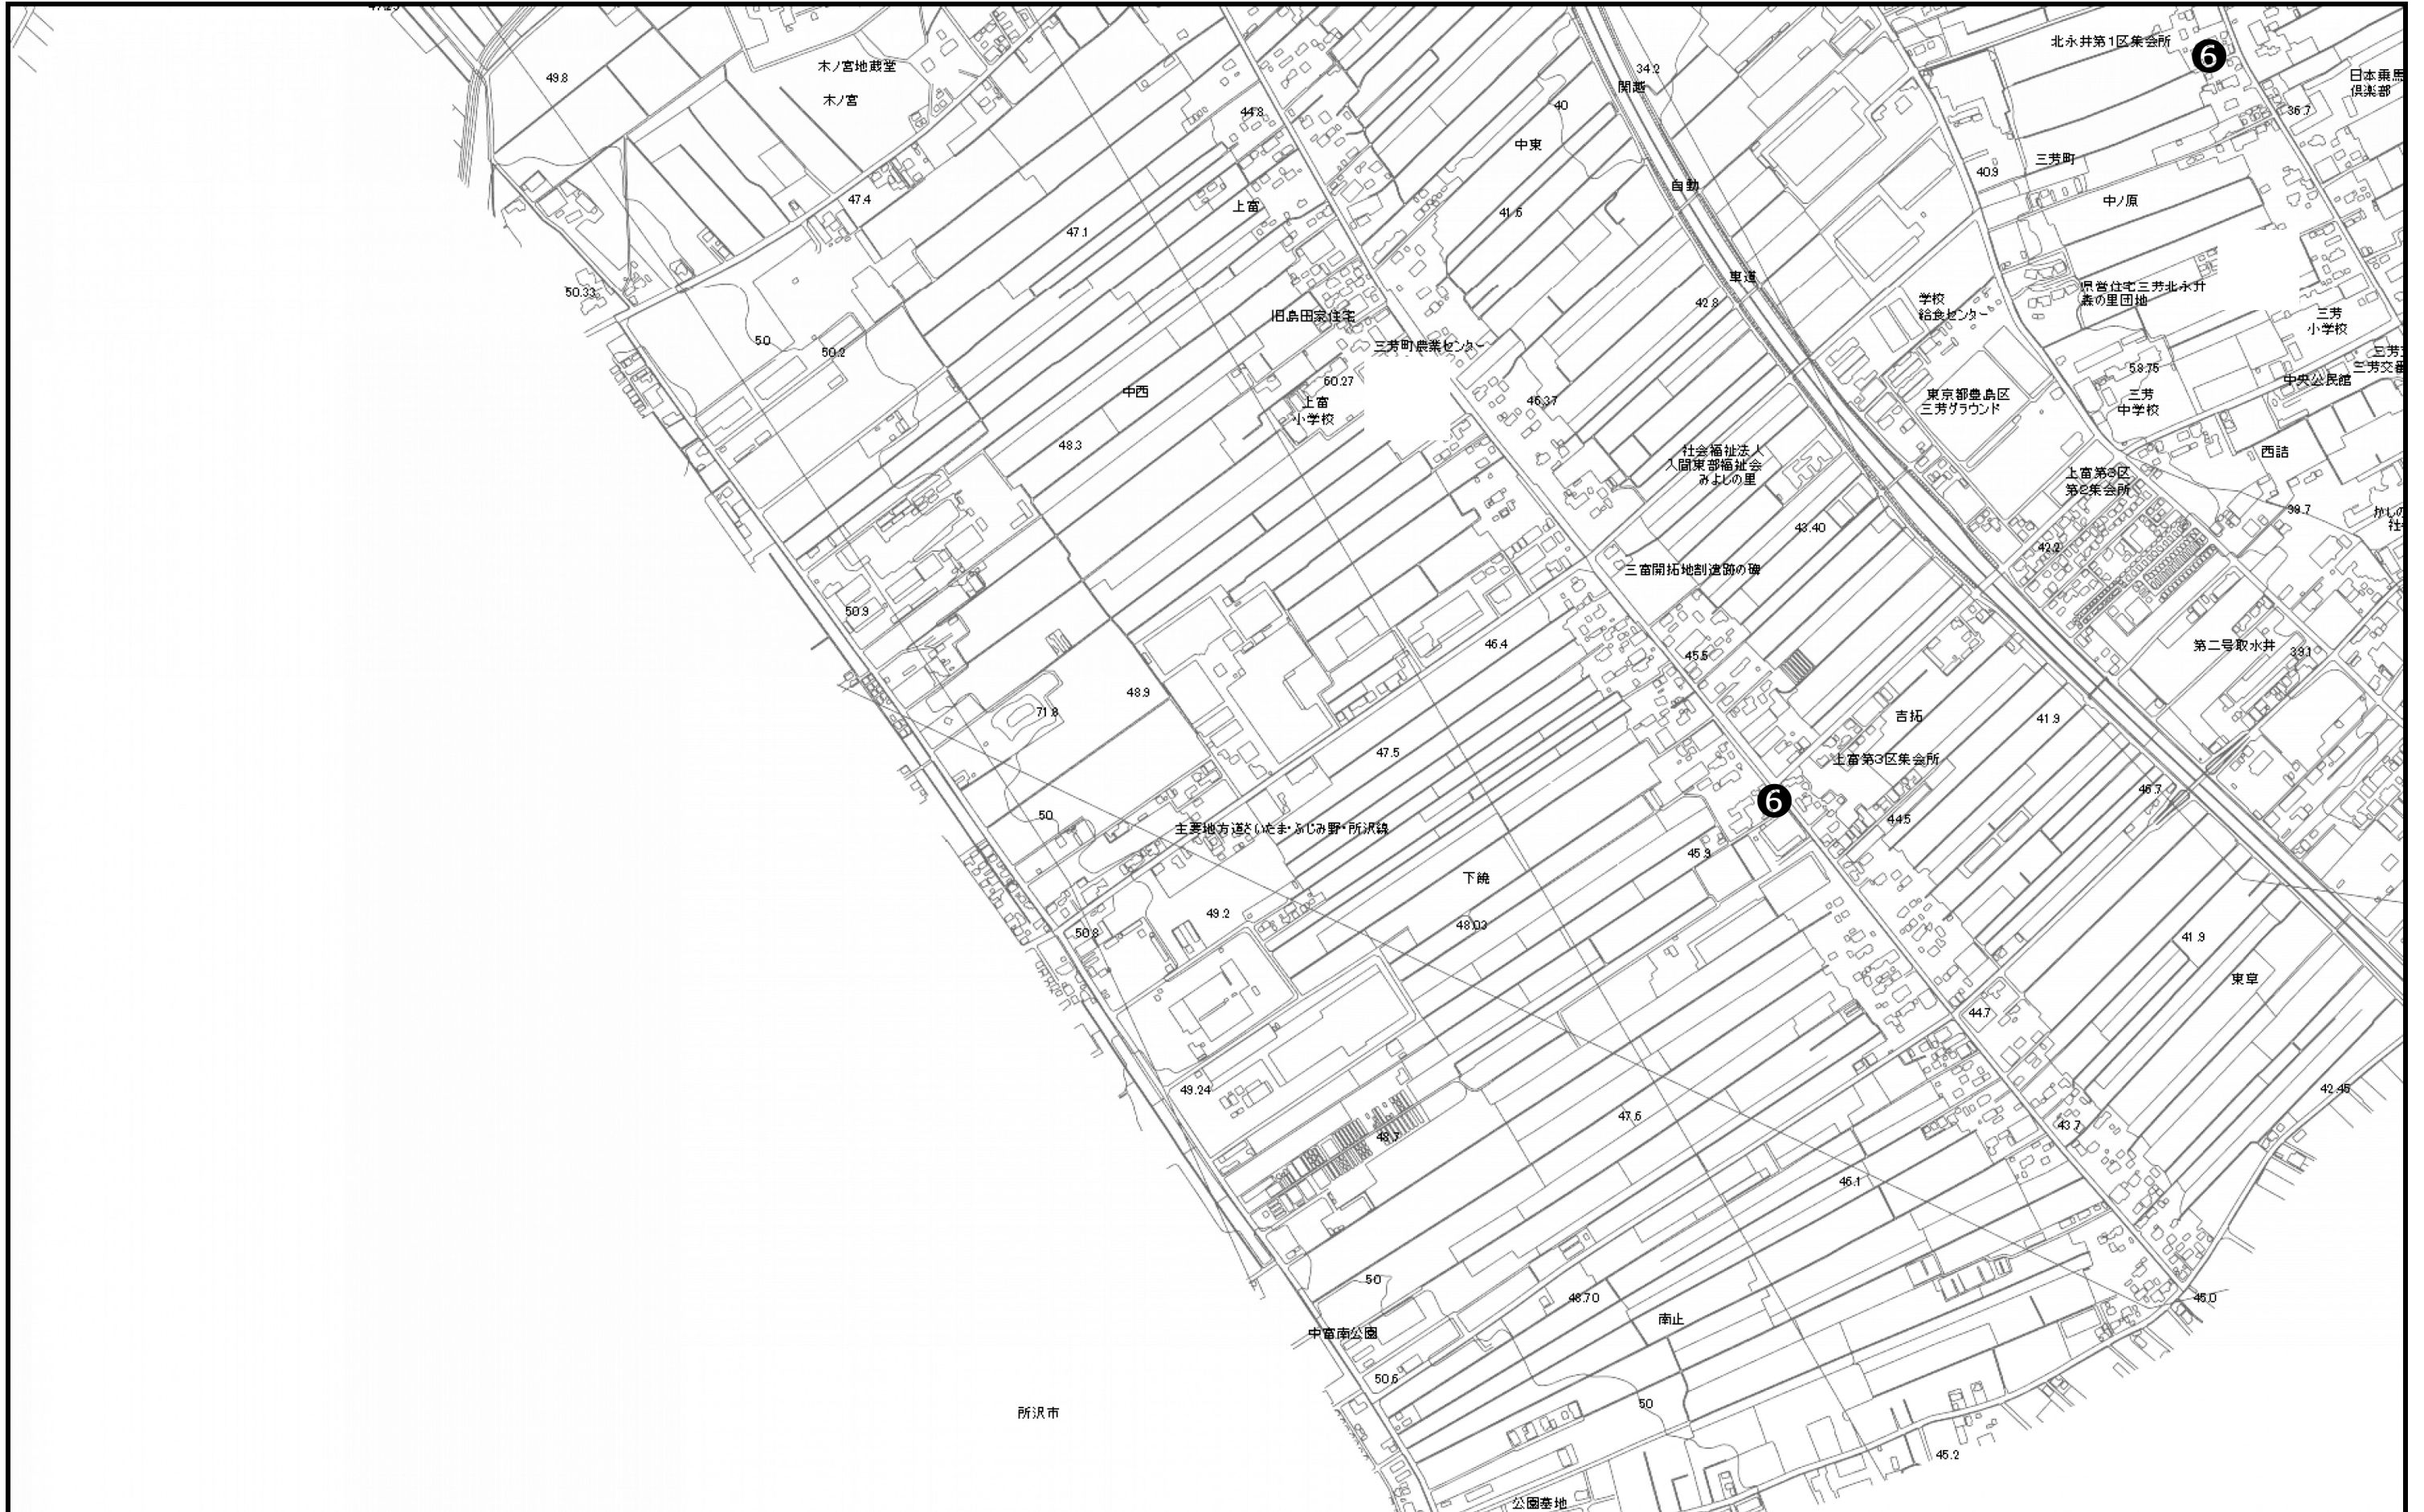 北永井第1区集会所
6
木ノ宮地蔵堂
34.2
日本乗馬
倶楽部
49.8
関越
木ノ宮
40
44.8
36.7
中東
三芳町
40.9
自動
47.4
中ノ原
上富
41.6
47.1
車道
50.33
県営住宅三芳北永井
森の里団地
学校
給食センター
42.8
旧島田家住宅
三芳
小学校
50
三芳町農業センター
50.2
三芳交番
58.75
60.27
中央公民館
中西
東京都豊島区
三芳グラウンド
三芳
中学校
46.37
上富
小学校
48.3
社会福祉法人
入間東部福祉会
みよしの里
西詰
上富第3区
第2集会所
39.7
かしの
社
43.40
42.2
三富開拓地割遺跡の碑
50.9
46.4
第二号取水井
39.1
45.5
48.9
71.8
吉拓
41.9
47.5
上富第3区集会所
46.7
6
50
44.5
主要地方道さいたま・ふじみ野・所沢線
45.9
下饒
49.2
48.03
50.8
41.9
東草
44.7
49.24
42.45
47.6
43.7
48.7
46.1
50
48.70
45.0
南止
中富南公園
50.6
50
所沢市
45.2
公園墓地